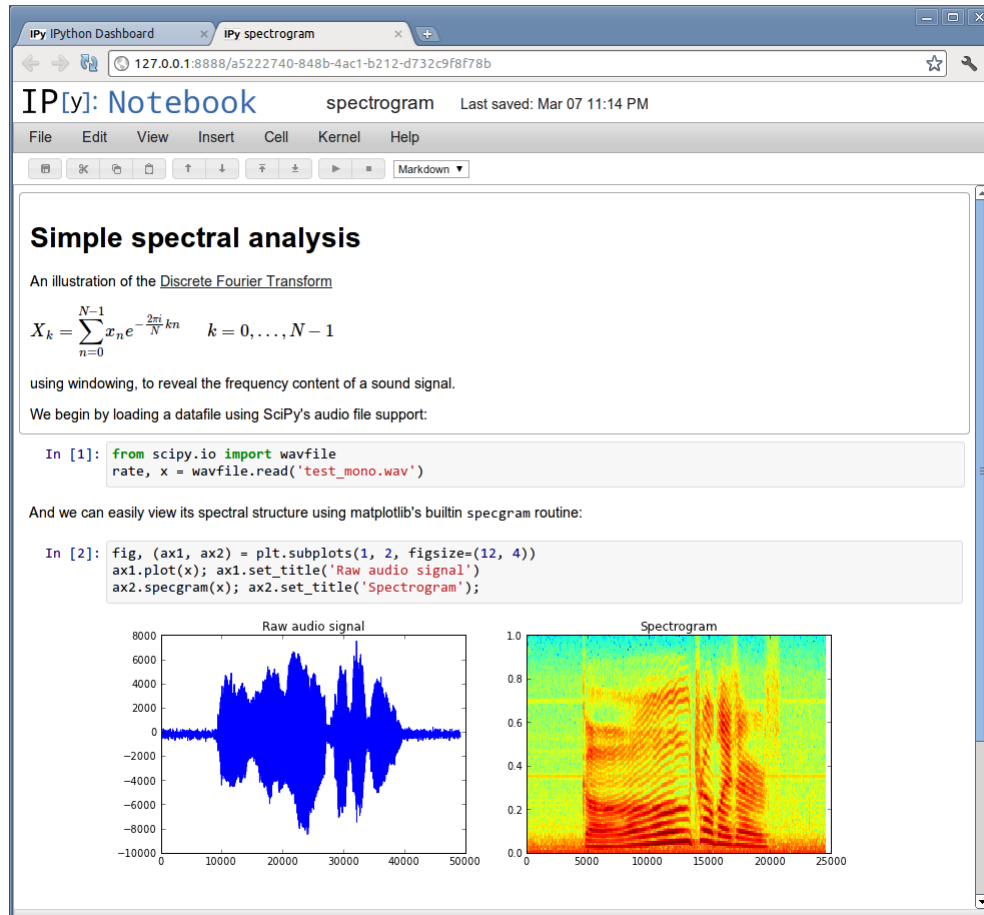 IPy IPython Dashboard
IPy spectrogram
127.0.0.1:8888/a5222740-848b-4ac1-b212-d732c9f8f78b
IP[y]: Notebook spectrogram Last saved: Mar 07 11:14 PM
File Edit View Insert Cell Kernel Help
Markdown
Simple spectral analysis
An illustration of the Discrete Fourier Transform
X_k = \sum_{n=0}^{N-1} x_n e^{-\frac{2\pi i}{N} kn} k = 0, . . . , N − 1
using windowing, to reveal the frequency content of a sound signal.
We begin by loading a datafile using SciPy's audio file support:
In [1]: from scipy.io import wavfile
rate, x = wavfile.read('test_mono.wav')
And we can easily view its spectral structure using matplotlib's builtin specgram routine:
In [2]: fig, (ax1, ax2) = plt.subplots(1, 2, figsize=(12, 4))
ax1.plot(x); ax1.set_title('Raw audio signal')
ax2.specgram(x); ax2.set_title('Spectrogram');
Raw audio signal
8000
6000
4000
2000
0
−2000
−4000
−6000
−8000
−10000
0 10000 20000 30000 40000 50000
Spectrogram
1.0
0.8
0.6
0.4
0.2
0.0
0 5000 10000 15000 20000 25000